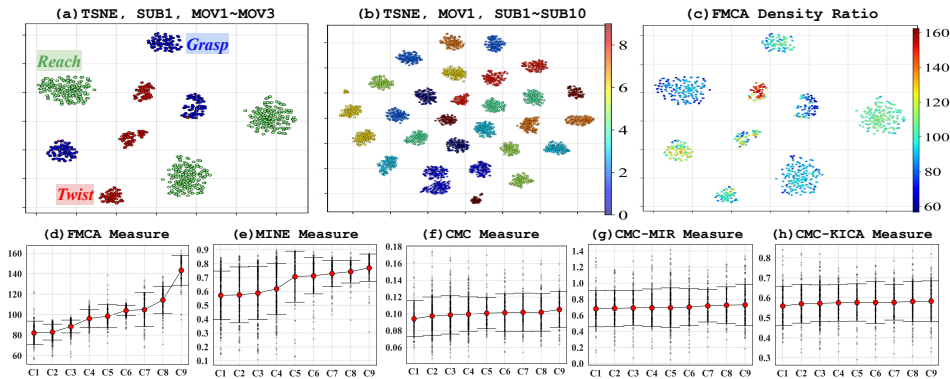 (a)TSNE, SUB1, MOV1~MOV3
(b)TSNE, MOV1, SUB1~SUB10
(c)FMCA Density Ratio
Grasp
Reach
Twist
8
6
4
2
0
160
140
120
100
80
60
(d)FMCA Measure
(e)MINE Measure
(f)CMC Measure
(g)CMC-MIR Measure
(h)CMC-KICA Measure
160
140
120
100
80
60
C1 C2 C3 C4 C5 C6 C7 C8 C9
0.9
0.8
0.7
0.6
0.5
0.4
0.3
0.2
0.1
C1 C2 C3 C4 C5 C6 C7 C8 C9
0.18
0.16
0.14
0.12
0.10
0.08
0.06
C1 C2 C3 C4 C5 C6 C7 C8 C9
1.4
1.2
1.0
0.8
0.6
0.4
0.2
0.0
C1 C2 C3 C4 C5 C6 C7 C8 C9
0.8
0.7
0.6
0.5
0.4
0.3
C1 C2 C3 C4 C5 C6 C7 C8 C9